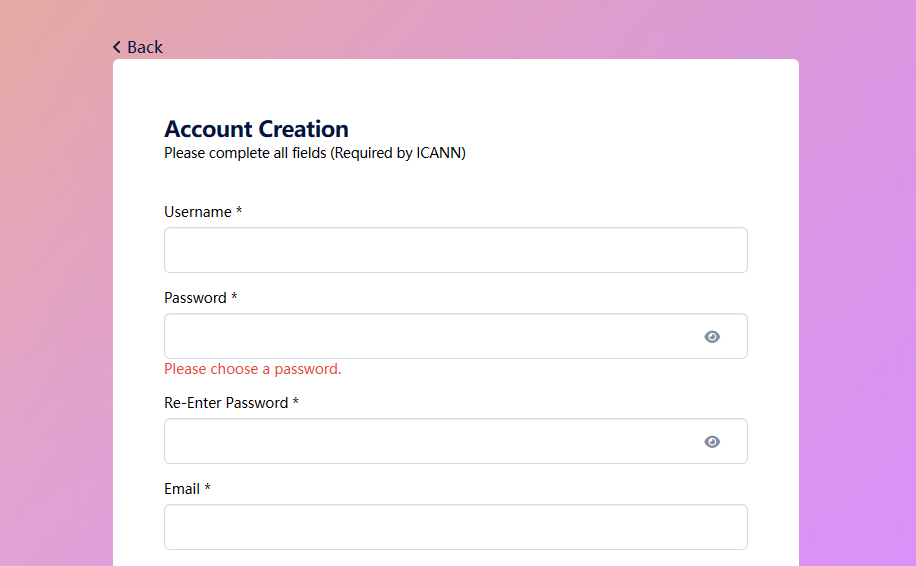 Back
Account Creation
Please complete all fields (Required by ICANN)
Username *
Password *
Please choose a password.
Re-Enter Password *
Email *